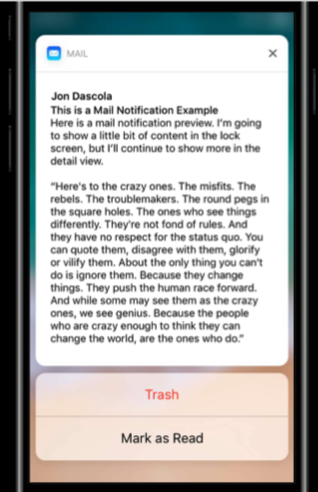 MAIL
Jon Dascola
This is a Mail Notification Example
Here is a mail notification preview. I'm going
to show a little bit of content in the lock
screen, but I'll continue to show more in the
detail view.
"Here's to the crazy ones. The misfits. The
rebels. The troublemakers. The round pegs in
the square holes. The ones who see things
differently. They're not fond of rules. And
they have no respect for the status quo. You
can quote them, disagree with them, glorify
or vilify them. About the only thing you can't
do is ignore them. Because they change
things. They push the human race forward.
And while some may see them as the crazy
ones, we see genius. Because the people
who are crazy enough to think they can
change the world, are the ones who do."
Trash
Mark as Read